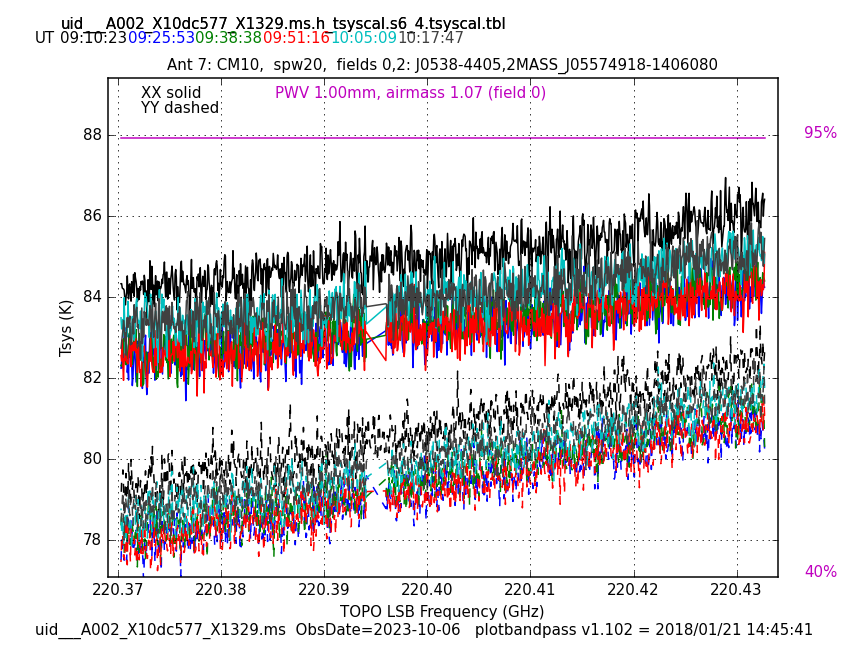 uid___A002_X10dc577_X1329.ms.h_tsyscal.s6_4.tsyscal.tbl
UT 09:10:23 09:25:53 09:38:38 09:51:16 10:05:09 10:17:47
Ant 7: CM10,  spw20,  fields 0,2: J0538-4405,2MASS_J05574918-1406080
XX solid
PWV 1.00mm, airmass 1.07 (field 0)
YY dashed
95%
88
86
84
82
80
78
Tsys (K)
40%
220.37 220.38 220.39 220.40 220.41 220.42 220.43
TOPO LSB Frequency (GHz)
uid___A002_X10dc577_X1329.ms  ObsDate=2023-10-06   plotbandpass v1.102 = 2018/01/21 14:45:41